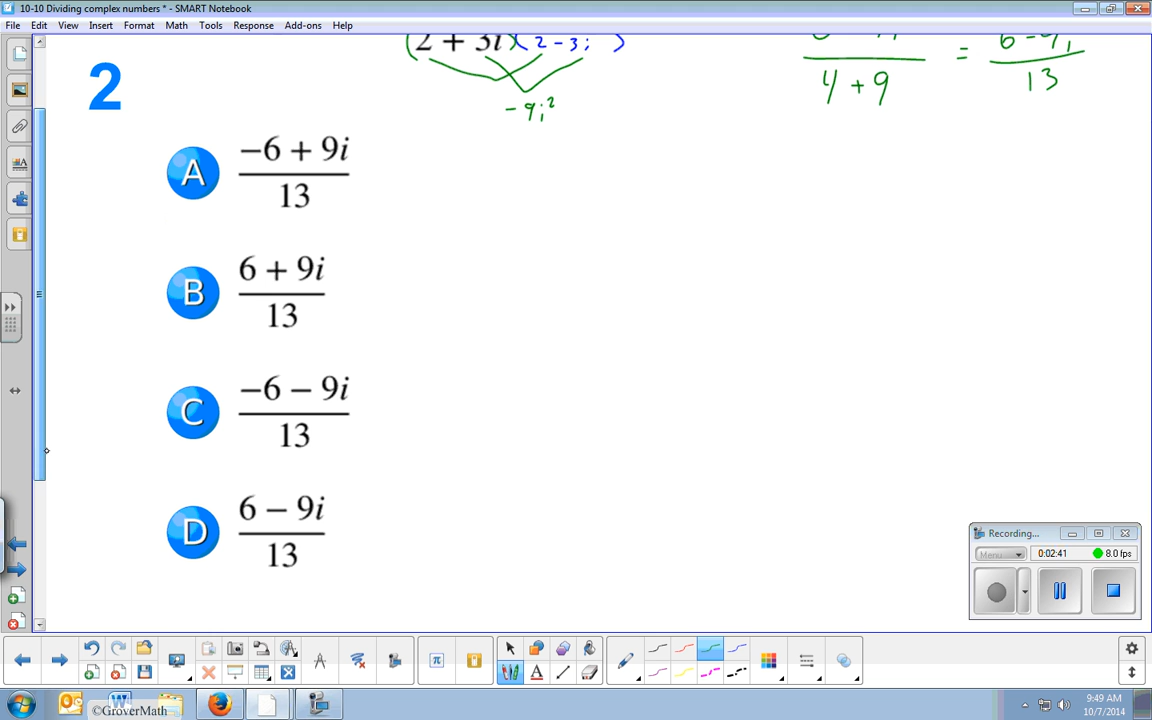 10-10 Dividing complex numbers * - SMART Notebook
File Edit View Insert Format Math Tools Response Add-ons Help
(2 + 3i)(2 - 3i)
= 6 - 9i
4 + 9
13
- 9i²
2
A
−6 + 9i
13
B
6 + 9i
13
C
−6 − 9i
13
D
6 − 9i
13
Recording...
Menu
0:02:41
8.0 fps
π
A
©GroverMath
9:49 AM
10/7/2014